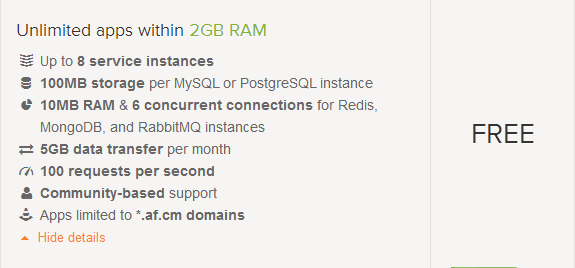 Unlimited apps within 2GB RAM
Up to 8 service instances
100MB storage per MySQL or PostgreSQL instance
10MB RAM & 6 concurrent connections for Redis,
MongoDB, and RabbitMQ instances
5GB data transfer per month
100 requests per second
Community-based support
Apps limited to *.af.cm domains
Hide details
FREE